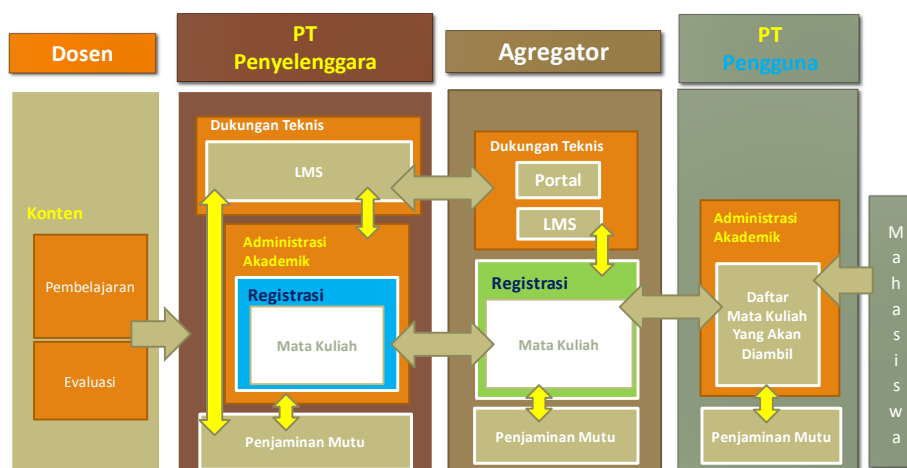 Dosen
PT
Penyelenggara
Agregator
PT
Pengguna
Konten
Pembelajaran
Evaluasi
Dukungan Teknis
LMS
Administrasi
Akademik
Registrasi
Mata Kuliah
Penjaminan Mutu
Dukungan Teknis
Portal
LMS
Registrasi
Mata Kuliah
Penjaminan Mutu
Administrasi
Akademik
Daftar
Mata Kuliah
Yang Akan
Diambil
Penjaminan Mutu
M
a
h
a
s
i
s
w
a